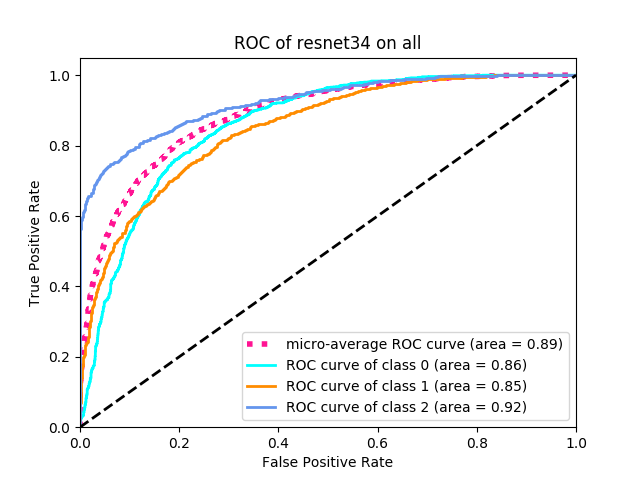 ROC of resnet34 on all
True Positive Rate
1.0
0.8
0.6
0.4
0.2
0.0
micro-average ROC curve (area = 0.89)
ROC curve of class 0 (area = 0.86)
ROC curve of class 1 (area = 0.85)
ROC curve of class 2 (area = 0.92)
0.0 0.2 0.4 0.6 0.8 1.0
False Positive Rate